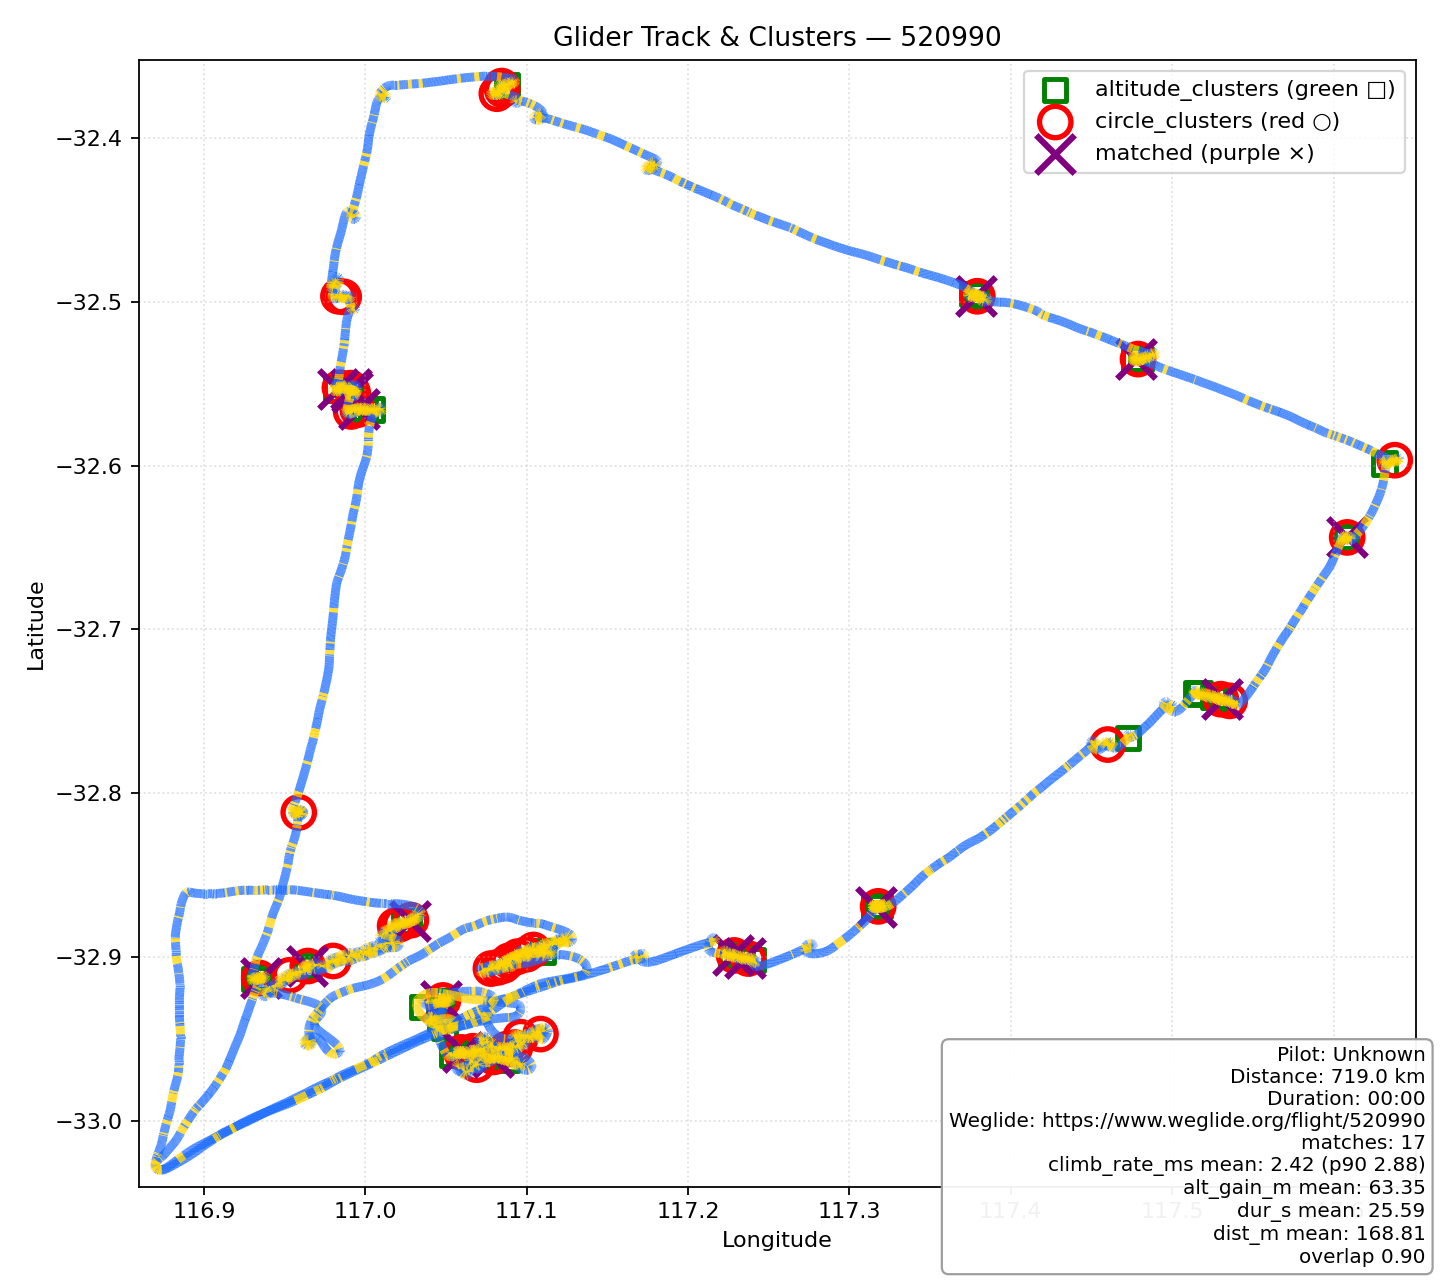 Glider Track & Clusters — 520990
altitude_clusters (green □)
circle_clusters (red ○)
matched (purple ×)
Latitude
−32.4
−32.5
−32.6
−32.7
−32.8
−32.9
−33.0
116.9
117.0
117.1
117.2
117.3
117.4
117.5
Longitude
Pilot: Unknown
Distance: 719.0 km
Duration: 00:00
Weglide: https://www.weglide.org/flight/520990
matches: 17
climb_rate_ms mean: 2.42 (p90 2.88)
alt_gain_m mean: 63.35
dur_s mean: 25.59
dist_m mean: 168.81
overlap 0.90